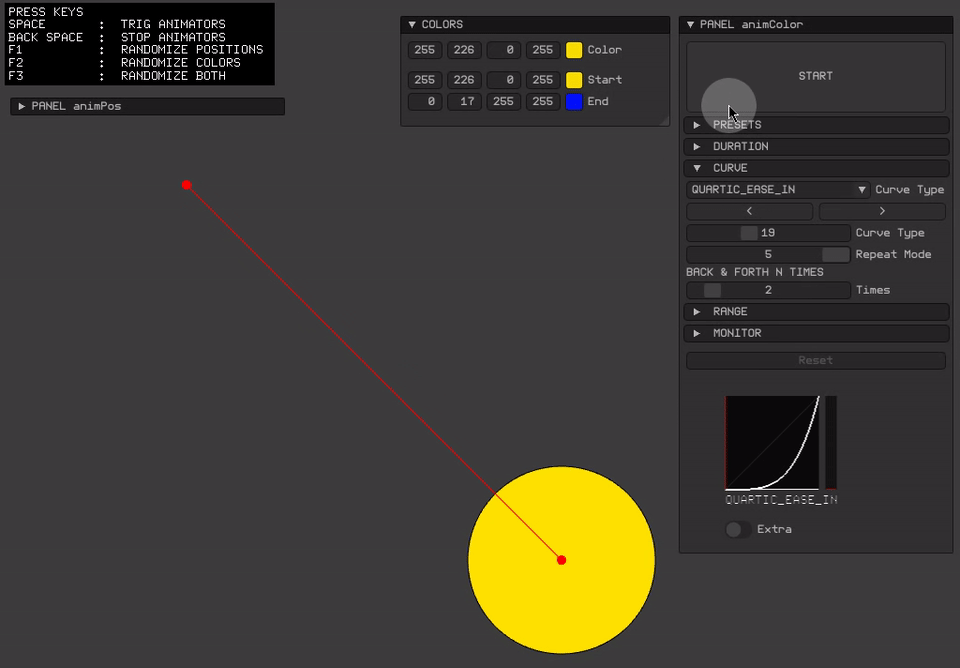 PRESS KEYS
SPACE : TRIG ANIMATORS
BACK SPACE : STOP ANIMATORS
F1 : RANDOMIZE POSITIONS
F2 : RANDOMIZE COLORS
F3 : RANDOMIZE BOTH
PANEL animPos
COLORS
255 226 0 255 Color
255 226 0 255 Start
0 17 255 255 End
PANEL animColor
START
PRESETS
DURATION
CURVE
QUARTIC_EASE_IN Curve Type
< >
19 Curve Type
5 Repeat Mode
BACK & FORTH N TIMES
2 Times
RANGE
MONITOR
Reset
QUARTIC_EASE_IN
Extra